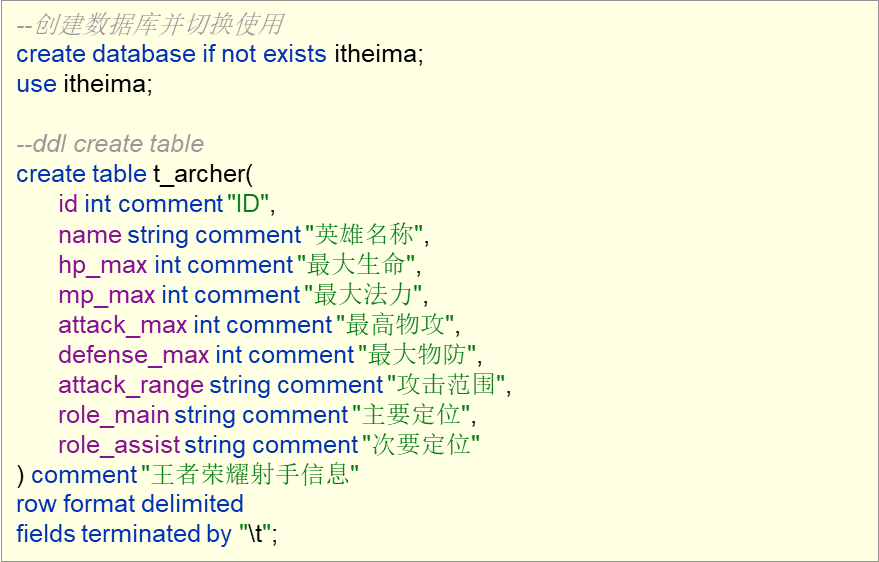 --创建数据库并切换使用
create database if not exists itheima;
use itheima;
--ddl create table
create table t_archer(
id int comment "ID",
name string comment "英雄名称",
hp_max int comment "最大生命",
mp_max int comment "最大法力",
attack_max int comment "最高物攻",
defense_max int comment "最大物防",
attack_range string comment "攻击范围",
role_main string comment "主要定位",
role_assist string comment "次要定位"
) comment "王者荣耀射手信息"
row format delimited
fields terminated by "\t";